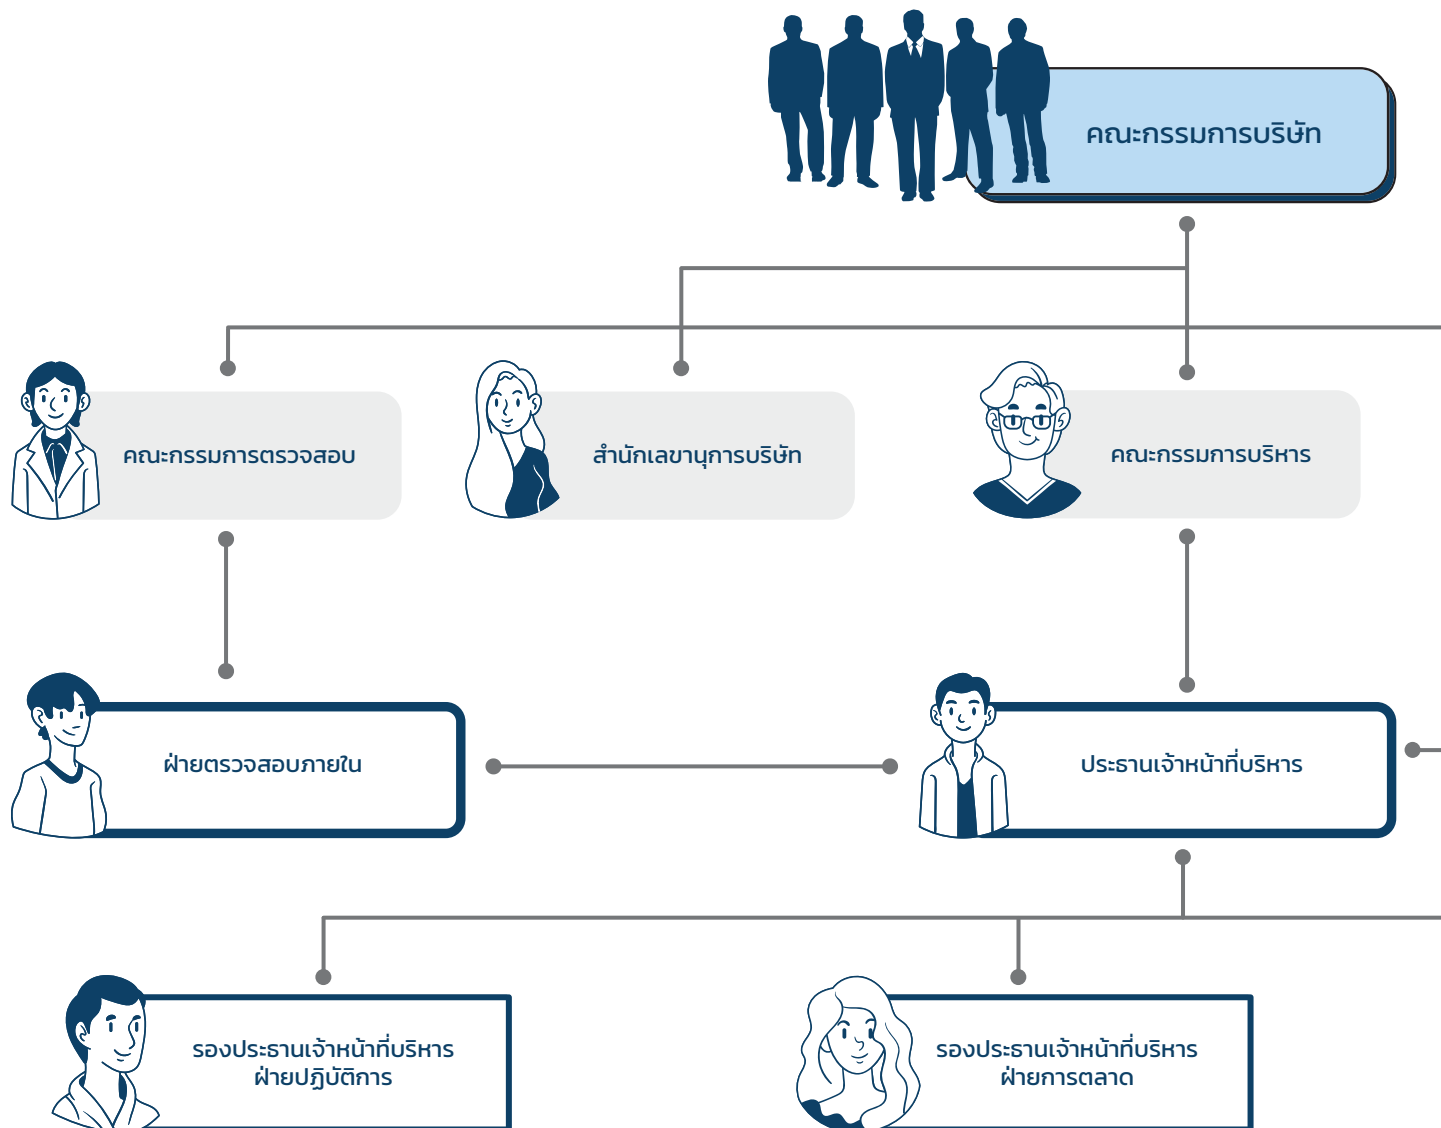 คณะกรรมการบริษัท
คณะกรรมการตรวจสอบ
สำนักเลขานุการบริษัท
คณะกรรมการบริหาร
ฝ่ายตรวจสอบภายใน
ประธานเจ้าหน้าที่บริหาร
รองประธานเจ้าหน้าที่บริหาร
ฝ่ายปฏิบัติการ
รองประธานเจ้าหน้าที่บริหาร
ฝ่ายการตลาด